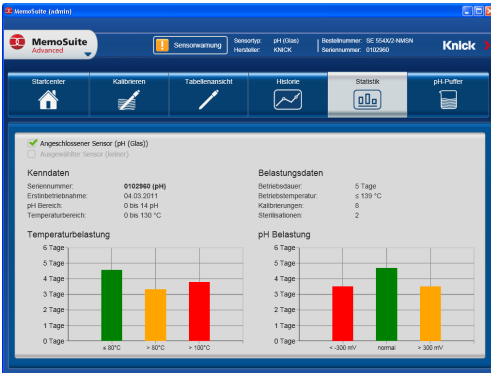 MemoSuite (admin)
MemoSuite
Advanced
Sensorwarnung
Sensortyp: pH (Glas)
Hersteller: KNICK
Bestellnummer: SE 554X/2-NMSN
Seriennummer: 0102960
Knick
Startcenter
Kalibrieren
Tabellenansicht
Historie
Statistik
pH-Puffer
Angeschlossener Sensor (pH (Glas))
Ausgewählter Sensor (keiner)
Kenndaten
Seriennummer: 0102960 (pH)
Erstinbetriebnahme: 04.03.2011
pH Bereich: 0 bis 14 pH
Temperaturbereich: 0 bis 130 °C
Belastungsdaten
Betriebsdauer: 5 Tage
Betriebstemperatur: ≤ 139 °C
Kalibrierungen: 8
Sterilisationen: 2
Temperaturbelastung
6 Tage
5 Tage
4 Tage
3 Tage
2 Tage
1 Tage
0 Tage
≤ 80°C > 80°C > 100°C
pH Belastung
6 Tage
5 Tage
4 Tage
3 Tage
2 Tage
1 Tage
0 Tage
< -300 mV normal > 300 mV